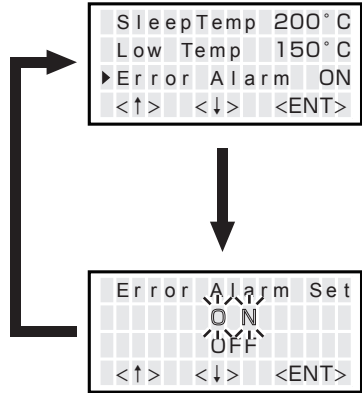 SleepTemp 200°C
Low Temp 150°C
▶Error Alarm ON
<↑> <↓> <ENT>
Error Alarm Set
ON
OFF
<↑> <↓> <ENT>